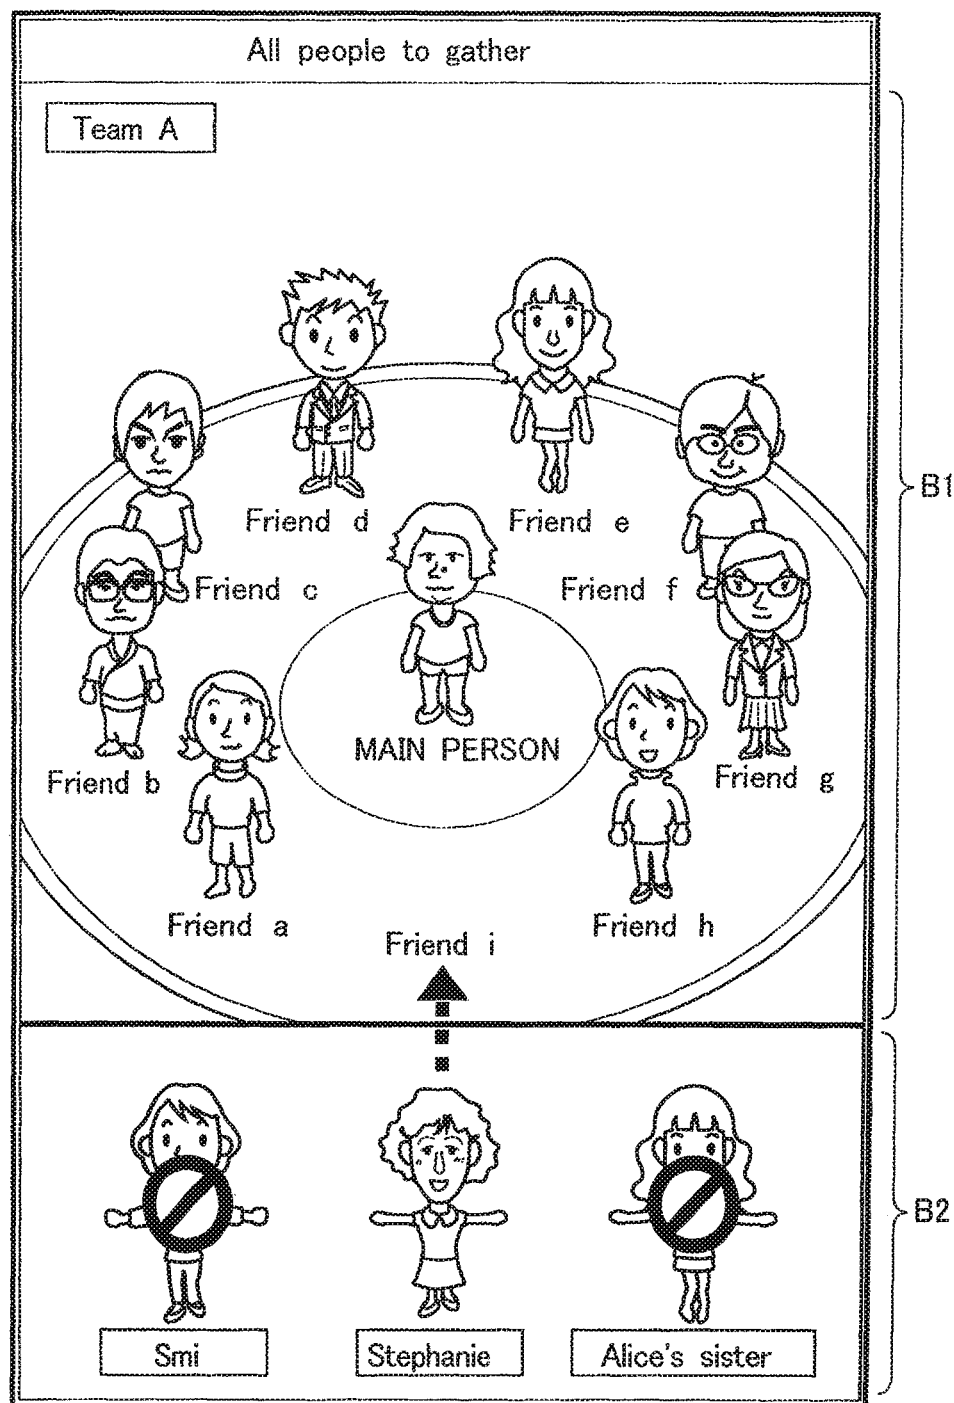 All people to gather
Team A
B1
Friend d
Friend e
Friend c
Friend f
MAIN PERSON
Friend b
Friend g
Friend a
Friend h
Friend i
B2
Smi
Stephanie
Alice's sister